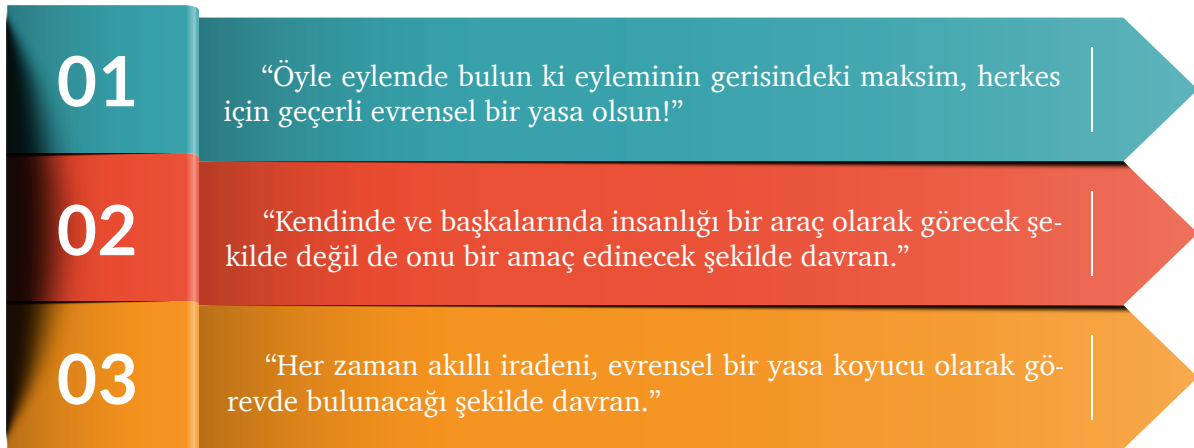 01
“Öyle eylemde bulun ki eyleminin gerisindeki maksim, herkes
için geçerli evrensel bir yasa olsun!”
02
“Kendinde ve başkalarında insanlığı bir araç olarak görecek şe-
kilde değil de onu bir amaç edinecek şekilde davran.”
03
“Her zaman akıllı iradeni, evrensel bir yasa koyucu olarak gö-
revde bulunacağı şekilde davran.”